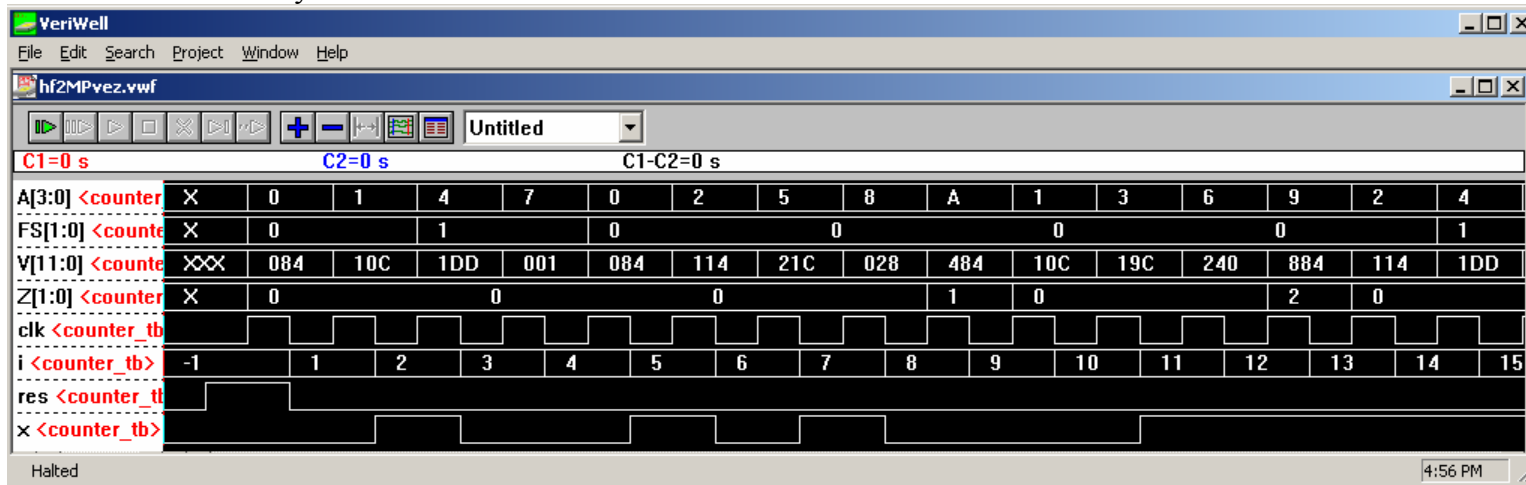 VeriWell
File Edit Search Project Window Help
hf2MPvez.vwf
Untitled
C1=0 s C2=0 s C1-C2=0 s
A[3:0] <counter X 0 1 4 7 0 2 5 8 A 1 3 6 9 2 4
FS[1:0] <counte X 0 1 0 0 0 0 1
V[11:0] <counte XXX 084 10C 1DD 001 084 114 21C 028 484 10C 19C 240 884 114 1DD
Z[1:0] <counter X 0 0 0 1 0 2 0
clk <counter_tb
i <counter_tb> -1 1 2 3 4 5 6 7 8 9 10 11 12 13 14 15
res <counter_tl
x <counter_tb>
Halted 4:56 PM